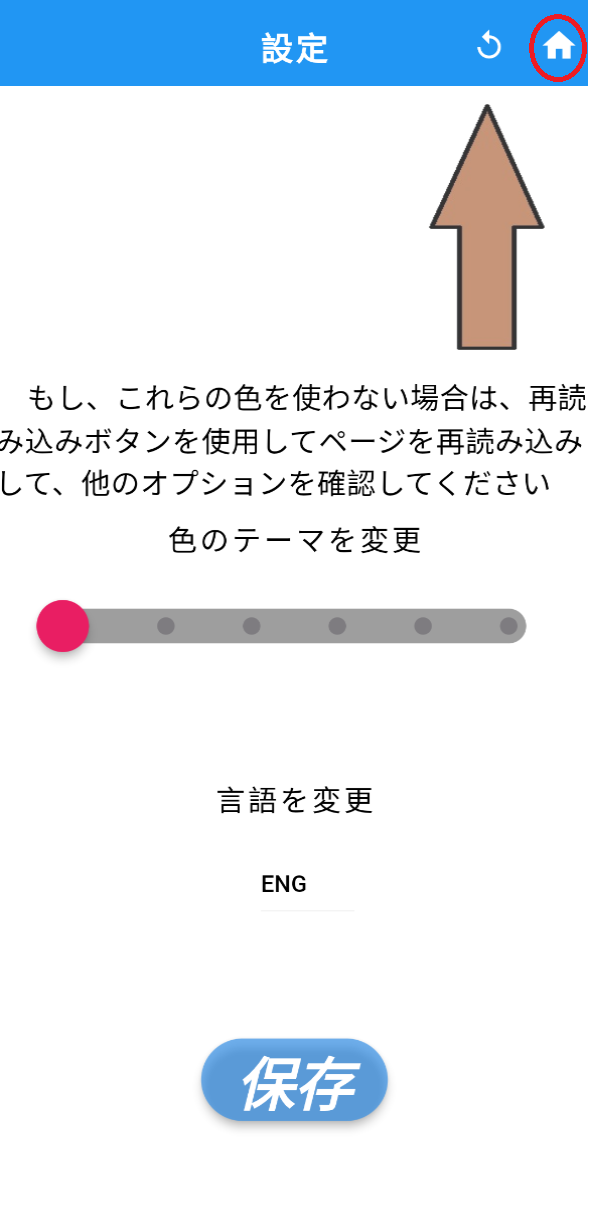 設定
もし、これらの色を使わない場合は、再読
み込みボタンを使用してページを再読み込み
して、他のオプションを確認してください
色のテーマを変更
言語を変更
ENG
保存